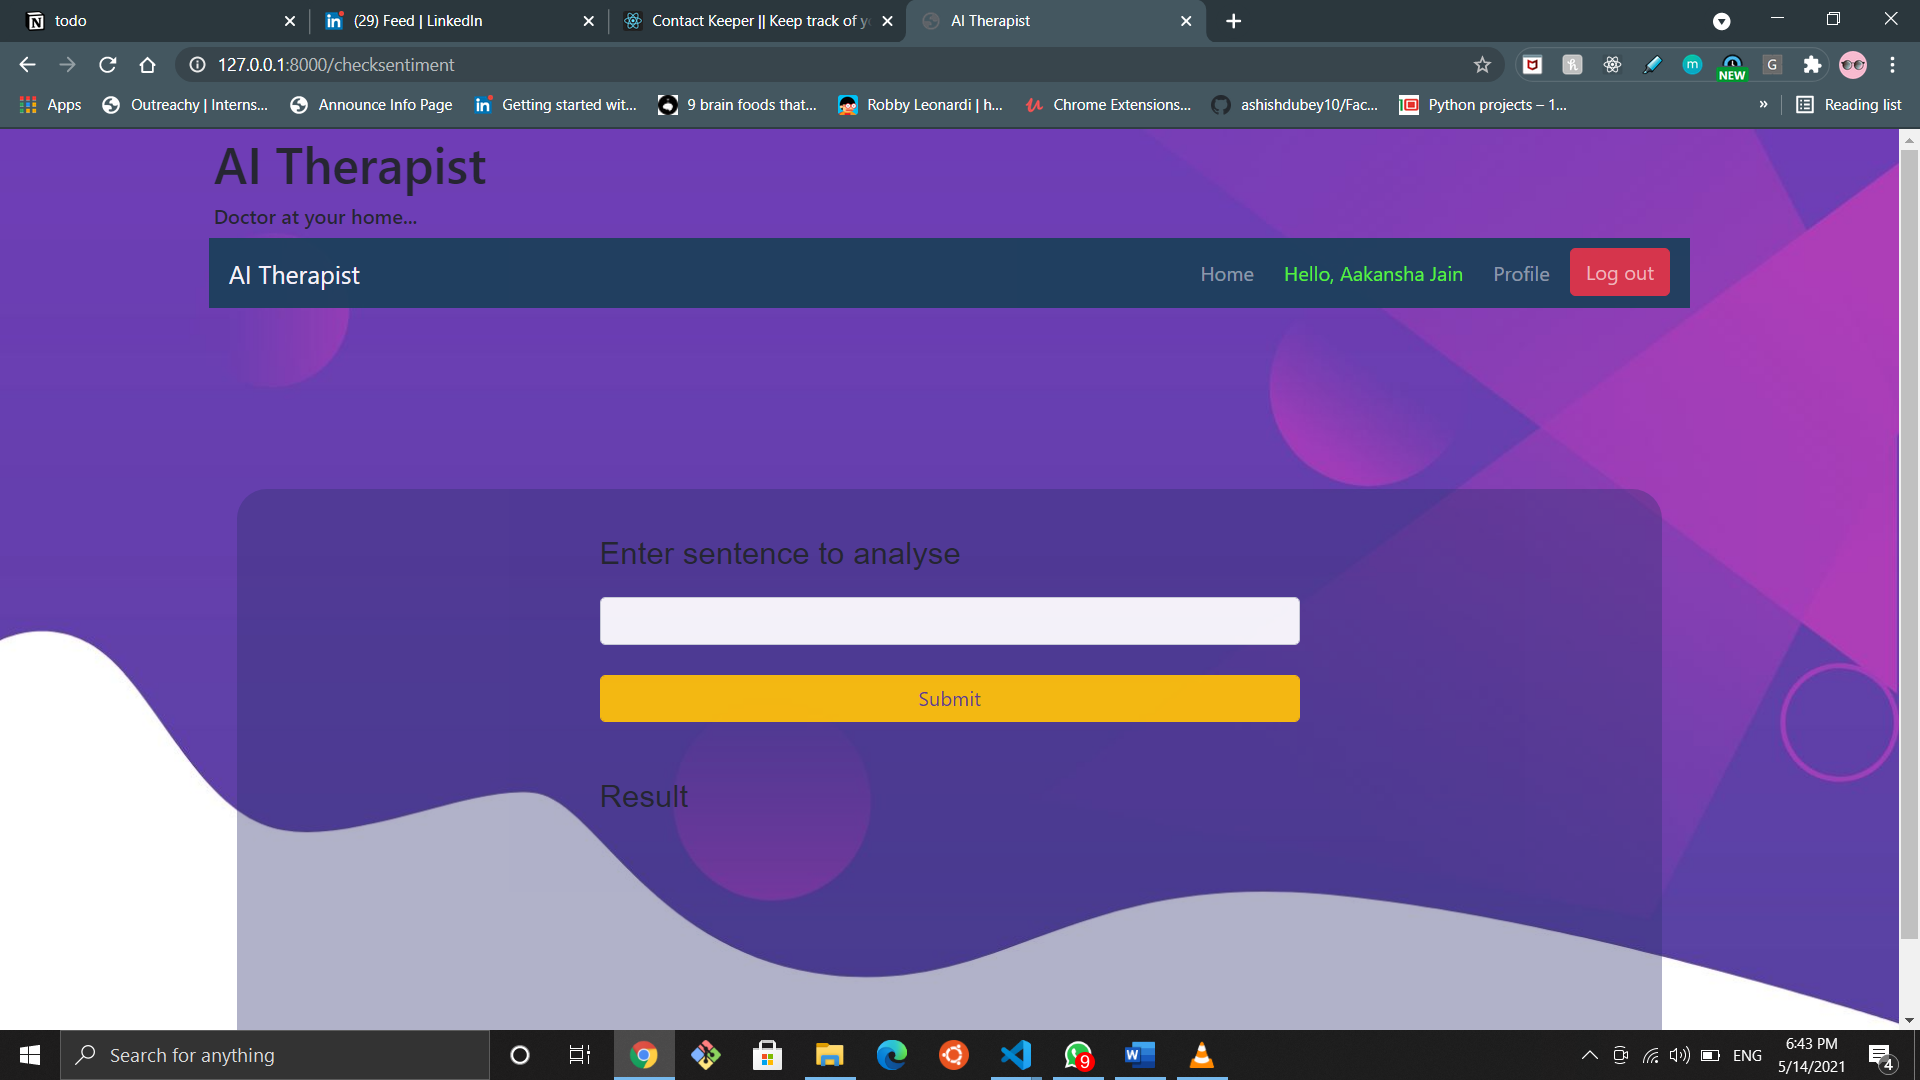 todo
(29) Feed | LinkedIn
Contact Keeper || Keep track of yo
AI Therapist
127.0.0.1:8000/checksentiment
NEW
G
m
Apps
Outreachy | Interns...
Announce Info Page
Getting started wit...
9 brain foods that...
Robby Leonardi | h...
Chrome Extensions...
ashishdubey10/Fac...
Python projects – 1...
»
Reading list
AI Therapist
Doctor at your home...
AI Therapist
Home
Hello, Aakansha Jain
Profile
Log out
Enter sentence to analyse
Submit
Result
Search for anything
9
ENG
6:43 PM
5/14/2021
4